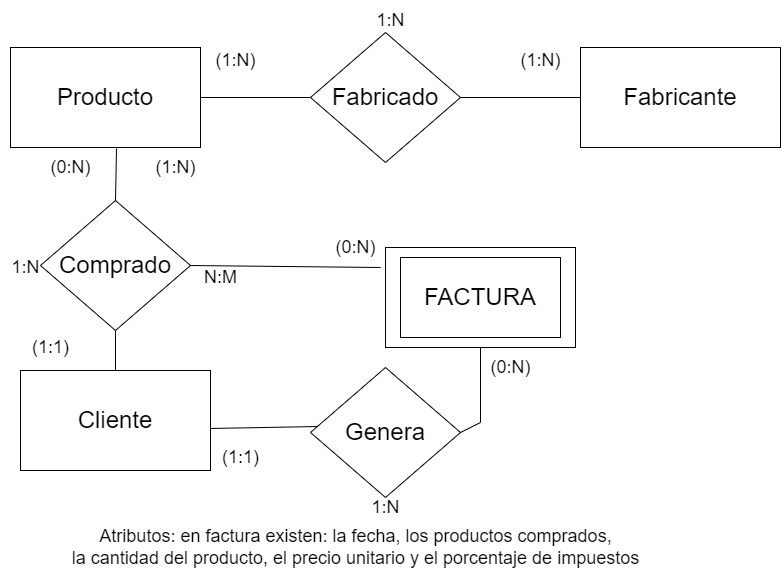 1:N
(1:N)
(1:N)
Producto
Fabricado
Fabricante
(0:N)
(1:N)
(0:N)
1:N
Comprado
N:M
FACTURA
(1:1)
(0:N)
Cliente
Genera
(1:1)
1:N
Atributos: en factura existen: la fecha, los productos comprados,
la cantidad del producto, el precio unitario y el porcentaje de impuestos